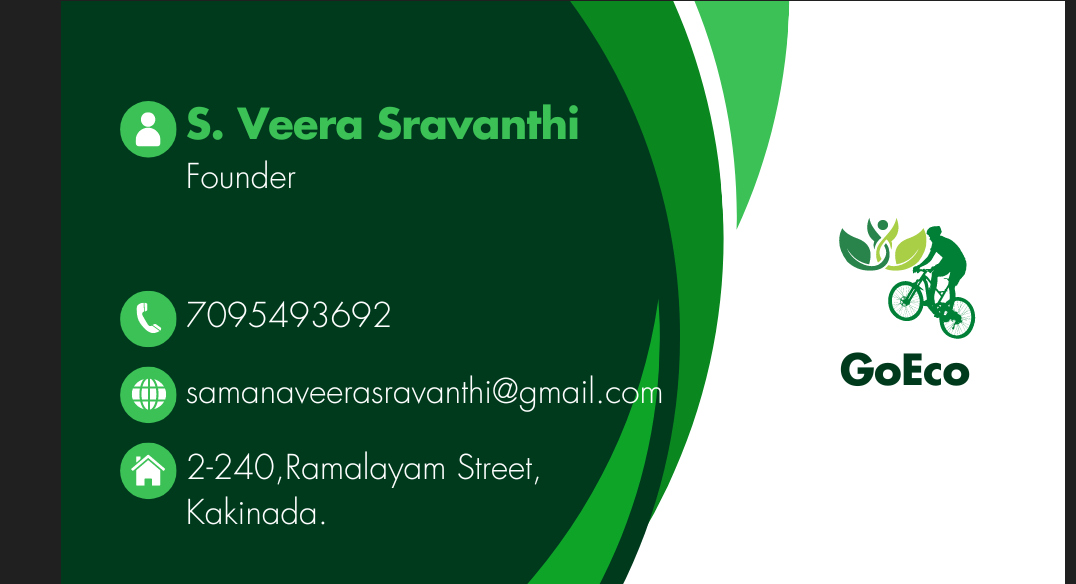 S. Veera Sravanthi
Founder
7095493692
samanaveerasravanthi@gmail.com
2-240,Ramalayam Street,
Kakinada.
GoEco